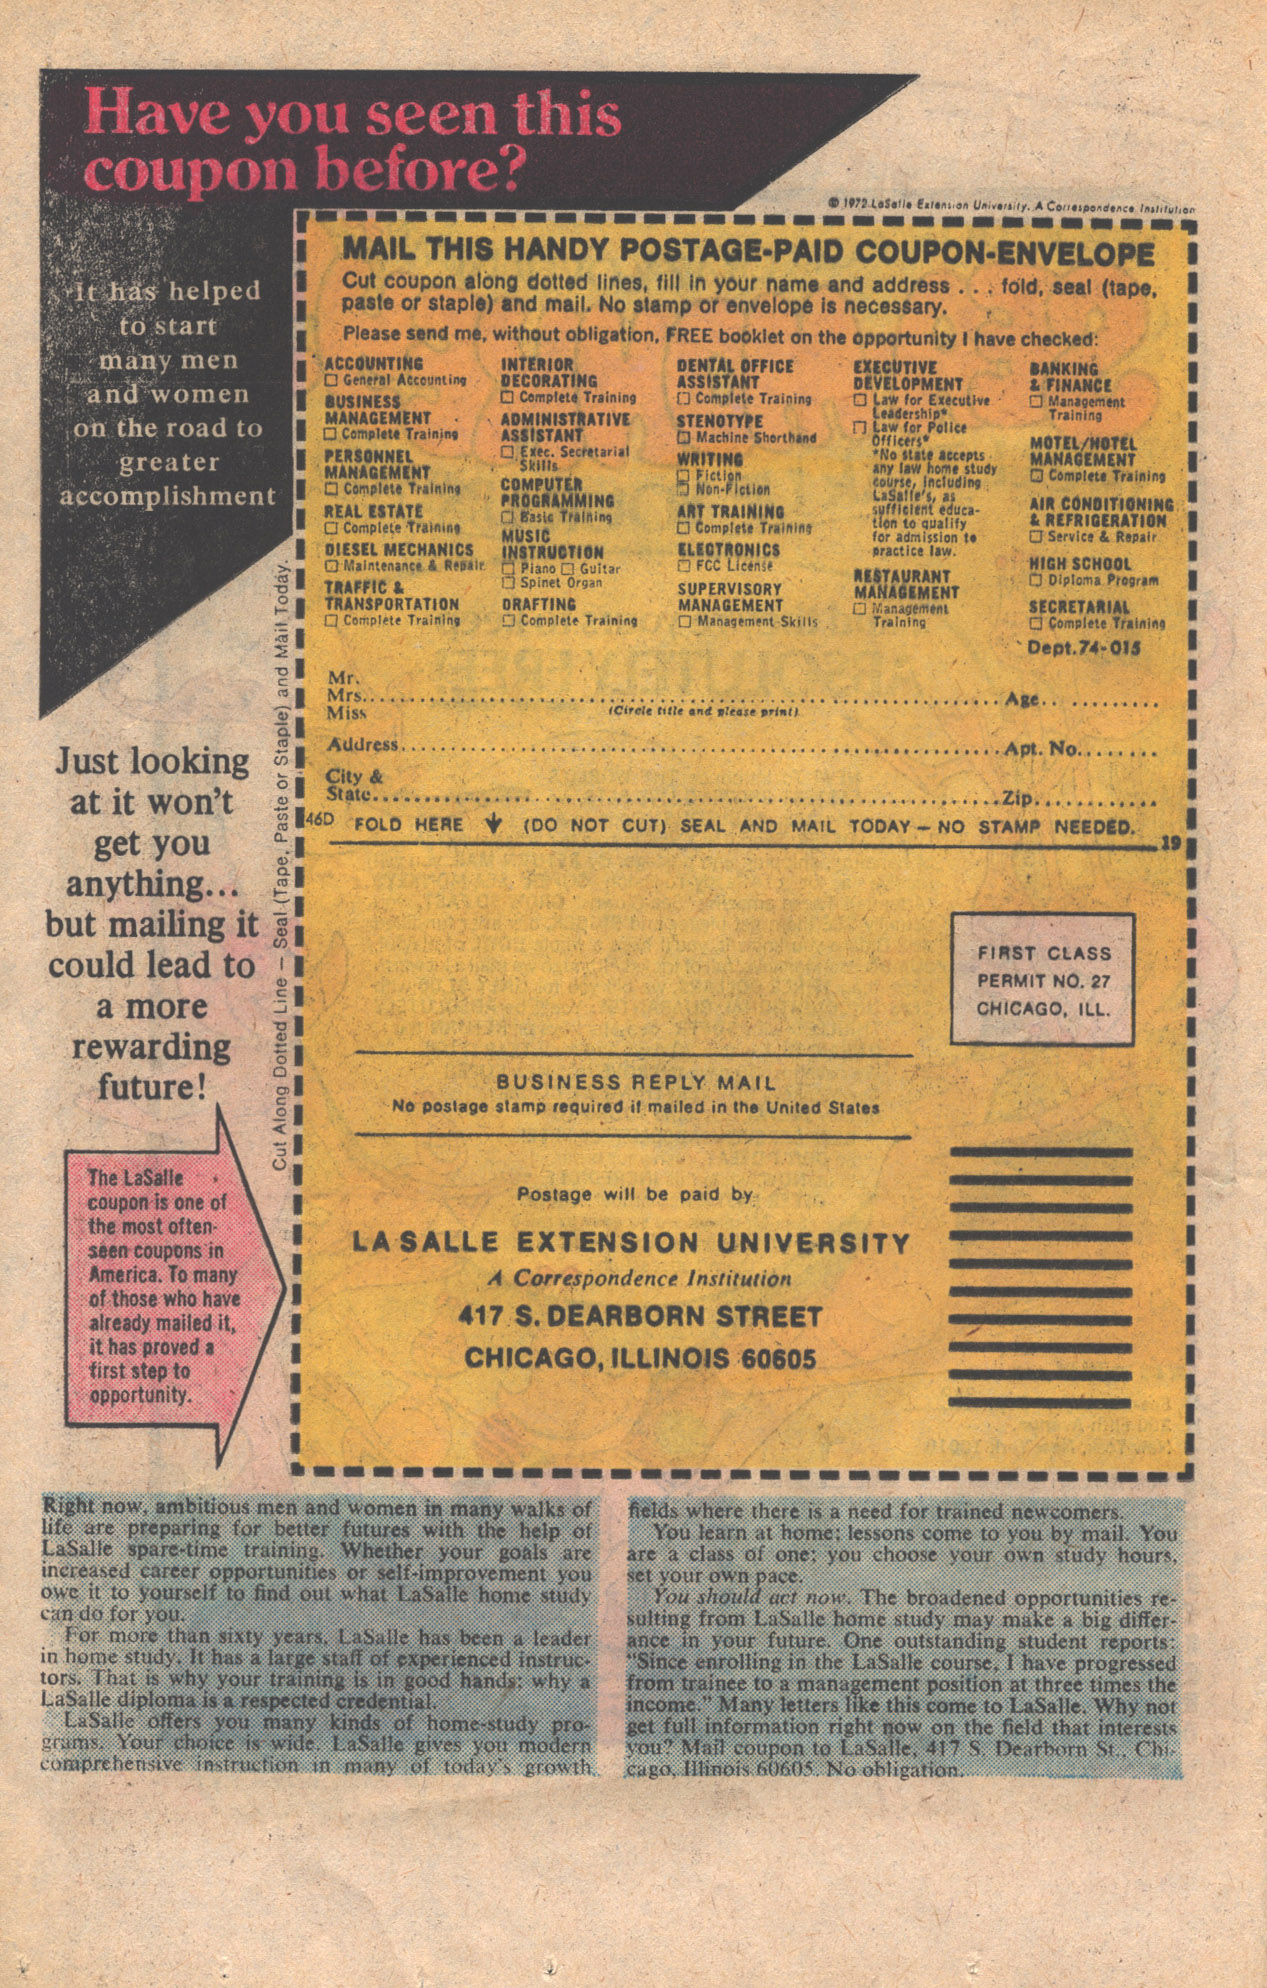 Have you seen this
coupon before?
It has helped
to start
many men
and women
on the road to
greater
accomplishment
© 1972 LaSalle Extension University. A Correspondence Institution
MAIL THIS HANDY POSTAGE-PAID COUPON-ENVELOPE
Cut coupon along dotted lines, fill in your name and address . . . fold, seal (tape,
paste or staple) and mail. No stamp or envelope is necessary.
Please send me, without obligation, FREE booklet on the opportunity I have checked:
ACCOUNTING
☐ General Accounting
BUSINESS
MANAGEMENT
☐ Complete Training
PERSONNEL
MANAGEMENT
☐ Complete Training
REAL ESTATE
☐ Complete Training
DIESEL MECHANICS
☐ Maintenance & Repair
TRAFFIC &
TRANSPORTATION
☐ Complete Training
INTERIOR
DECORATING
☐ Complete Training
ADMINISTRATIVE
ASSISTANT
☐ Exec. Secretarial
Skills
COMPUTER
PROGRAMMING
☐ Basic Training
MUSIC
INSTRUCTION
☐ Piano ☐ Guitar
☐ Spinet Organ
DRAFTING
☐ Complete Training
DENTAL OFFICE
ASSISTANT
☐ Complete Training
STENOTYPE
☐ Machine Shorthand
WRITING
☐ Fiction
☐ Non-Fiction
ART TRAINING
☐ Complete Training
ELECTRONICS
☐ FCC License
SUPERVISORY
MANAGEMENT
☐ Management Skills
EXECUTIVE
DEVELOPMENT
☐ Law for Executive
Leadership*
☐ Law for Police
Officers*
*No state accepts
any law home study
course, including
LaSalle's, as
sufficient educa-
tion to qualify
for admission to
practice law.
RESTAURANT
MANAGEMENT
☐ Management
Training
BANKING
& FINANCE
☐ Management
Training
MOTEL/HOTEL
MANAGEMENT
☐ Complete Training
AIR CONDITIONING
& REFRIGERATION
☐ Service & Repair
HIGH SCHOOL
☐ Diploma Program
SECRETARIAL
☐ Complete Training
Dept. 74-015
Mr.
Mrs. Age
Miss (Circle title and please print)
Address Apt. No.
City &
State Zip
46D FOLD HERE (DO NOT CUT) SEAL AND MAIL TODAY — NO STAMP NEEDED.
19
Cut Along Dotted Line — Seal (Tape, Paste or Staple) and Mail Today.
Just looking
at it won't
get you
anything...
but mailing it
could lead to
a more
rewarding
future!
The LaSalle
coupon is one of
the most often-
seen coupons in
America. To many
of those who have
already mailed it,
it has proved a
first step to
opportunity.
FIRST CLASS
PERMIT NO. 27
CHICAGO, ILL.
BUSINESS REPLY MAIL
No postage stamp required if mailed in the United States
Postage will be paid by
LA SALLE EXTENSION UNIVERSITY
A Correspondence Institution
417 S. DEARBORN STREET
CHICAGO, ILLINOIS 60605
Right now, ambitious men and women in many walks of
life are preparing for better futures with the help of
LaSalle spare-time training. Whether your goals are
increased career opportunities or self-improvement you
owe it to yourself to find out what LaSalle home study
can do for you.
For more than sixty years, LaSalle has been a leader
in home study. It has a large staff of experienced instruc-
tors. That is why your training is in good hands; why a
LaSalle diploma is a respected credential.
LaSalle offers you many kinds of home-study pro-
grams. Your choice is wide. LaSalle gives you modern
comprehensive instruction in many of today's growth
fields where there is a need for trained newcomers.
You learn at home; lessons come to you by mail. You
are a class of one; you choose your own study hours,
set your own pace.
You should act now. The broadened opportunities re-
sulting from LaSalle home study may make a big differ-
ance in your future. One outstanding student reports:
"Since enrolling in the LaSalle course, I have progressed
from trainee to a management position at three times the
income." Many letters like this come to LaSalle. Why not
get full information right now on the field that interests
you? Mail coupon to LaSalle, 417 S. Dearborn St., Chi-
cago, Illinois 60605. No obligation.